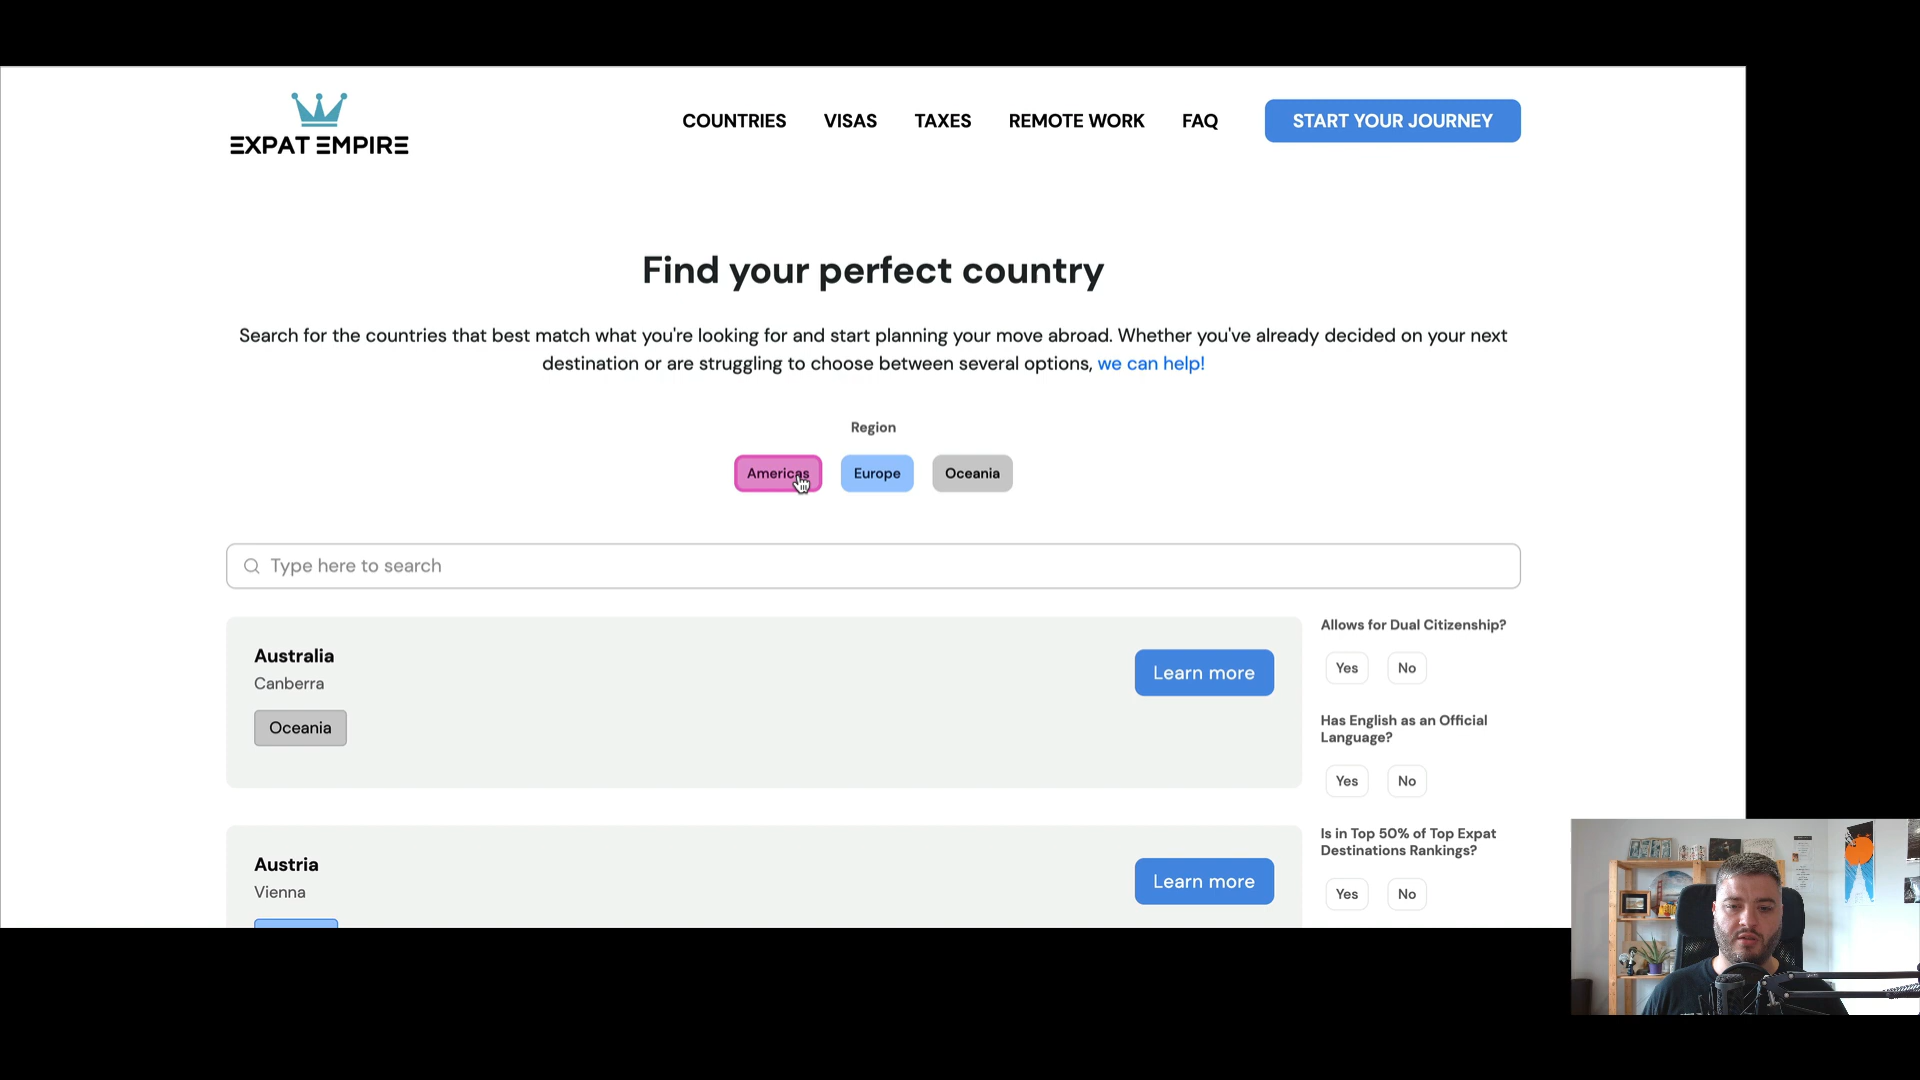 EXPAT EMPIRE
COUNTRIES
VISAS
TAXES
REMOTE WORK
FAQ
START YOUR JOURNEY
Find your perfect country
Search for the countries that best match what you're looking for and start planning your move abroad. Whether you've already decided on your next
destination or are struggling to choose between several options, we can help!
Region
Americas
Europe
Oceania
Type here to search
Australia
Canberra
Oceania
Learn more
Austria
Vienna
Learn more
Allows for Dual Citizenship?
Yes
No
Has English as an Official
Language?
Yes
No
Is in Top 50% of Top Expat
Destinations Rankings?
Yes
No